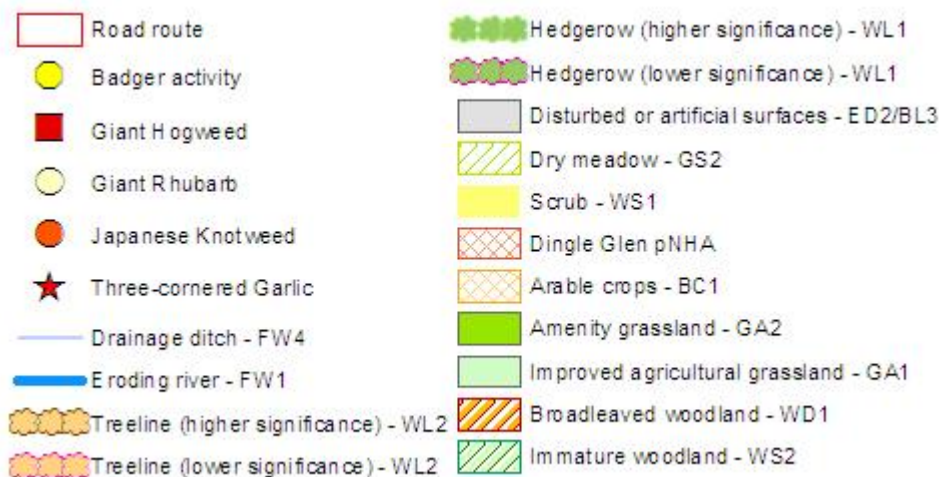 Road route
Badger activity
Giant Hogweed
Giant Rhubarb
Japanese Knotweed
Three-cornered Garlic
Drainage ditch - FW4
Eroding river - FW1
Treeline (higher significance) - WL2
Treeline (lower significance) - WL2
Hedgerow (higher significance) - WL1
Hedgerow (lower significance) - WL1
Disturbed or artificial surfaces - ED2/BL3
Dry meadow - GS2
Scrub - WS1
Dingle Glen pNHA
Arable crops - BC1
Amenity grassland - GA2
Improved agricultural grassland - GA1
Broadleaved woodland - WD1
Immature woodland - WS2